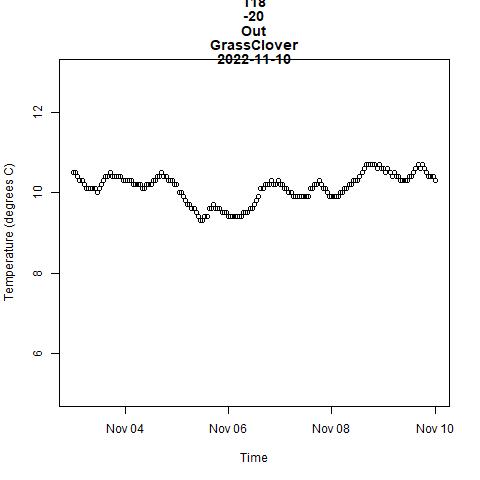 118
-20
Out
GrassClover
2022-11-10
12
10
8
6
Temperature (degrees C)
Nov 04
Nov 06
Nov 08
Nov 10
Time